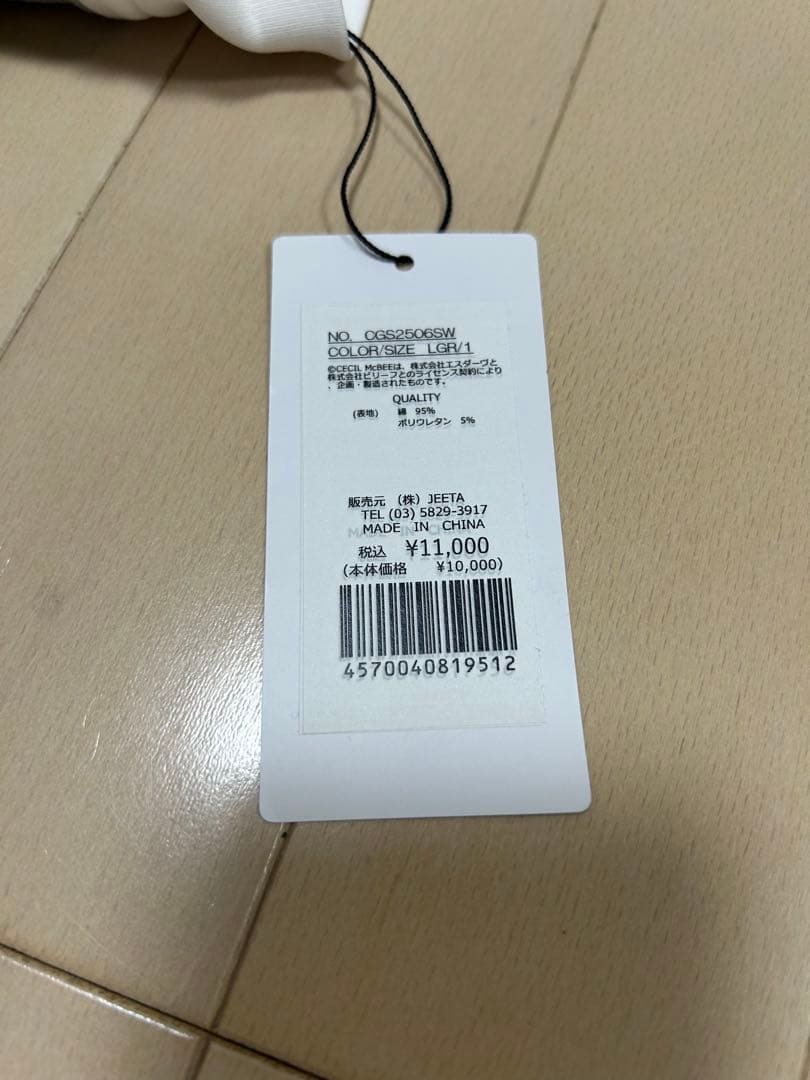 NO. CGS2506SW
COLOR/SIZE LGR/1
©CECIL McBEEは、株式会社エスダーヴと
株式会社ビリーフとのライセンス契約により
、企画・製造されたものです。
QUALITY
(表地) 綿 95%
ポリウレタン 5%
販売元 (株) JEETA
TEL (03) 5829-3917
MADE IN CHINA
税込 ¥11,000
(本体価格 ¥10,000)
4570040819512